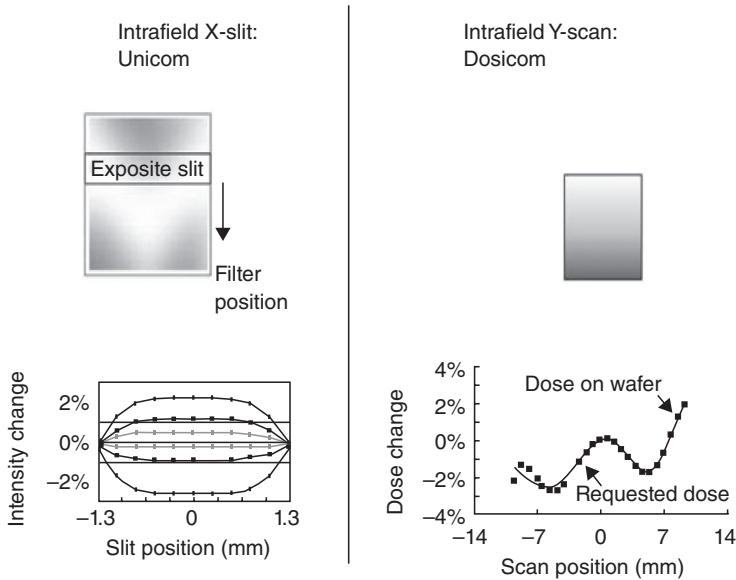 Intrafield X-slit:
Unicom
Exposite slit
Filter
position
Intensity change
2%
0%
–2%
–1.3
0
1.3
Slit position (mm)
Intrafield Y-scan:
Dosicom
Dose change
4%
2%
0%
–2%
–4%
Dose on wafer
Requested dose
–14
–7
0
7
14
Scan position (mm)